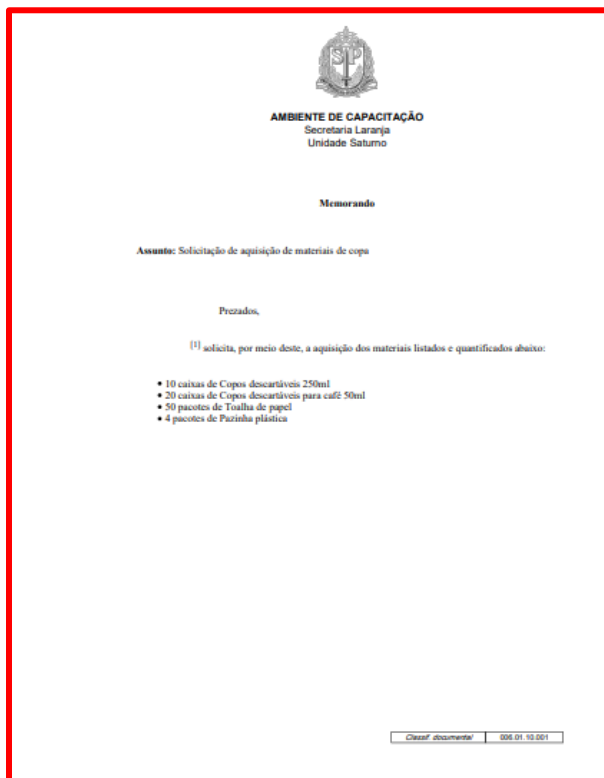 SP
AMBIENTE DE CAPACITAÇÃO
Secretaria Laranja
Unidade Saturno
Memorando
Assunto: Solicitação de aquisição de materiais de copa
Prezados,
[1] solicita, por meio deste, a aquisição dos materiais listados e quantificados abaixo:
• 10 caixas de Copos descartáveis 250ml
• 20 caixas de Copos descartáveis para café 50ml
• 50 pacotes de Toalha de papel
• 4 pacotes de Pazinha plástica
Classif. documental 006.01.10.001